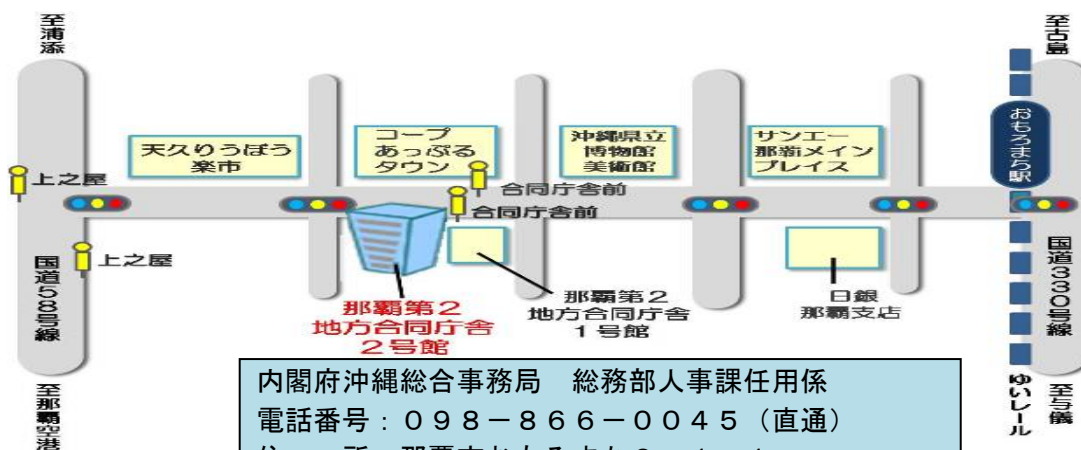 至浦添
至古島
おもろまち駅
天久りうぼう
楽市
コープ
あっぷる
タウン
沖縄県立
博物館
美術館
サンエー
那覇メイン
プレイス
上之屋
合同庁舎前
合同庁舎前
上之屋
国道58号線
国道330号線
那覇第2
地方合同庁舎
2号館
那覇第2
地方合同庁舎
1号館
日銀
那覇支店
至那覇空港
ゆいレール
至与儀
内閣府沖縄総合事務局　総務部人事課任用係
電話番号：０９８－８６６－００４５（直通）